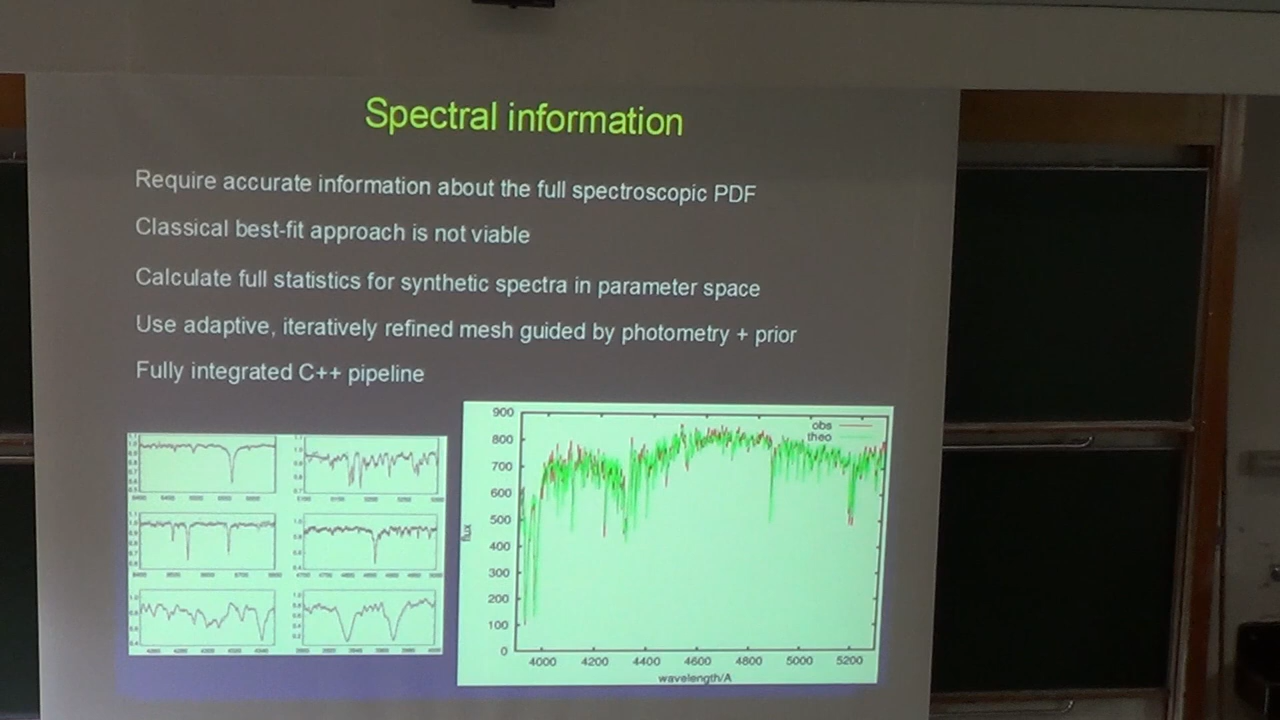 Spectral information
Require accurate information about the full spectroscopic PDF
Classical best-fit approach is not viable
Calculate full statistics for synthetic spectra in parameter space
Use adaptive, iteratively refined mesh guided by photometry + prior
Fully integrated C++ pipeline
900
800
700
600
500
400
300
200
100
0
flux
obs
theo
4000 4200 4400 4600 4800 5000 5200
wavelength/A